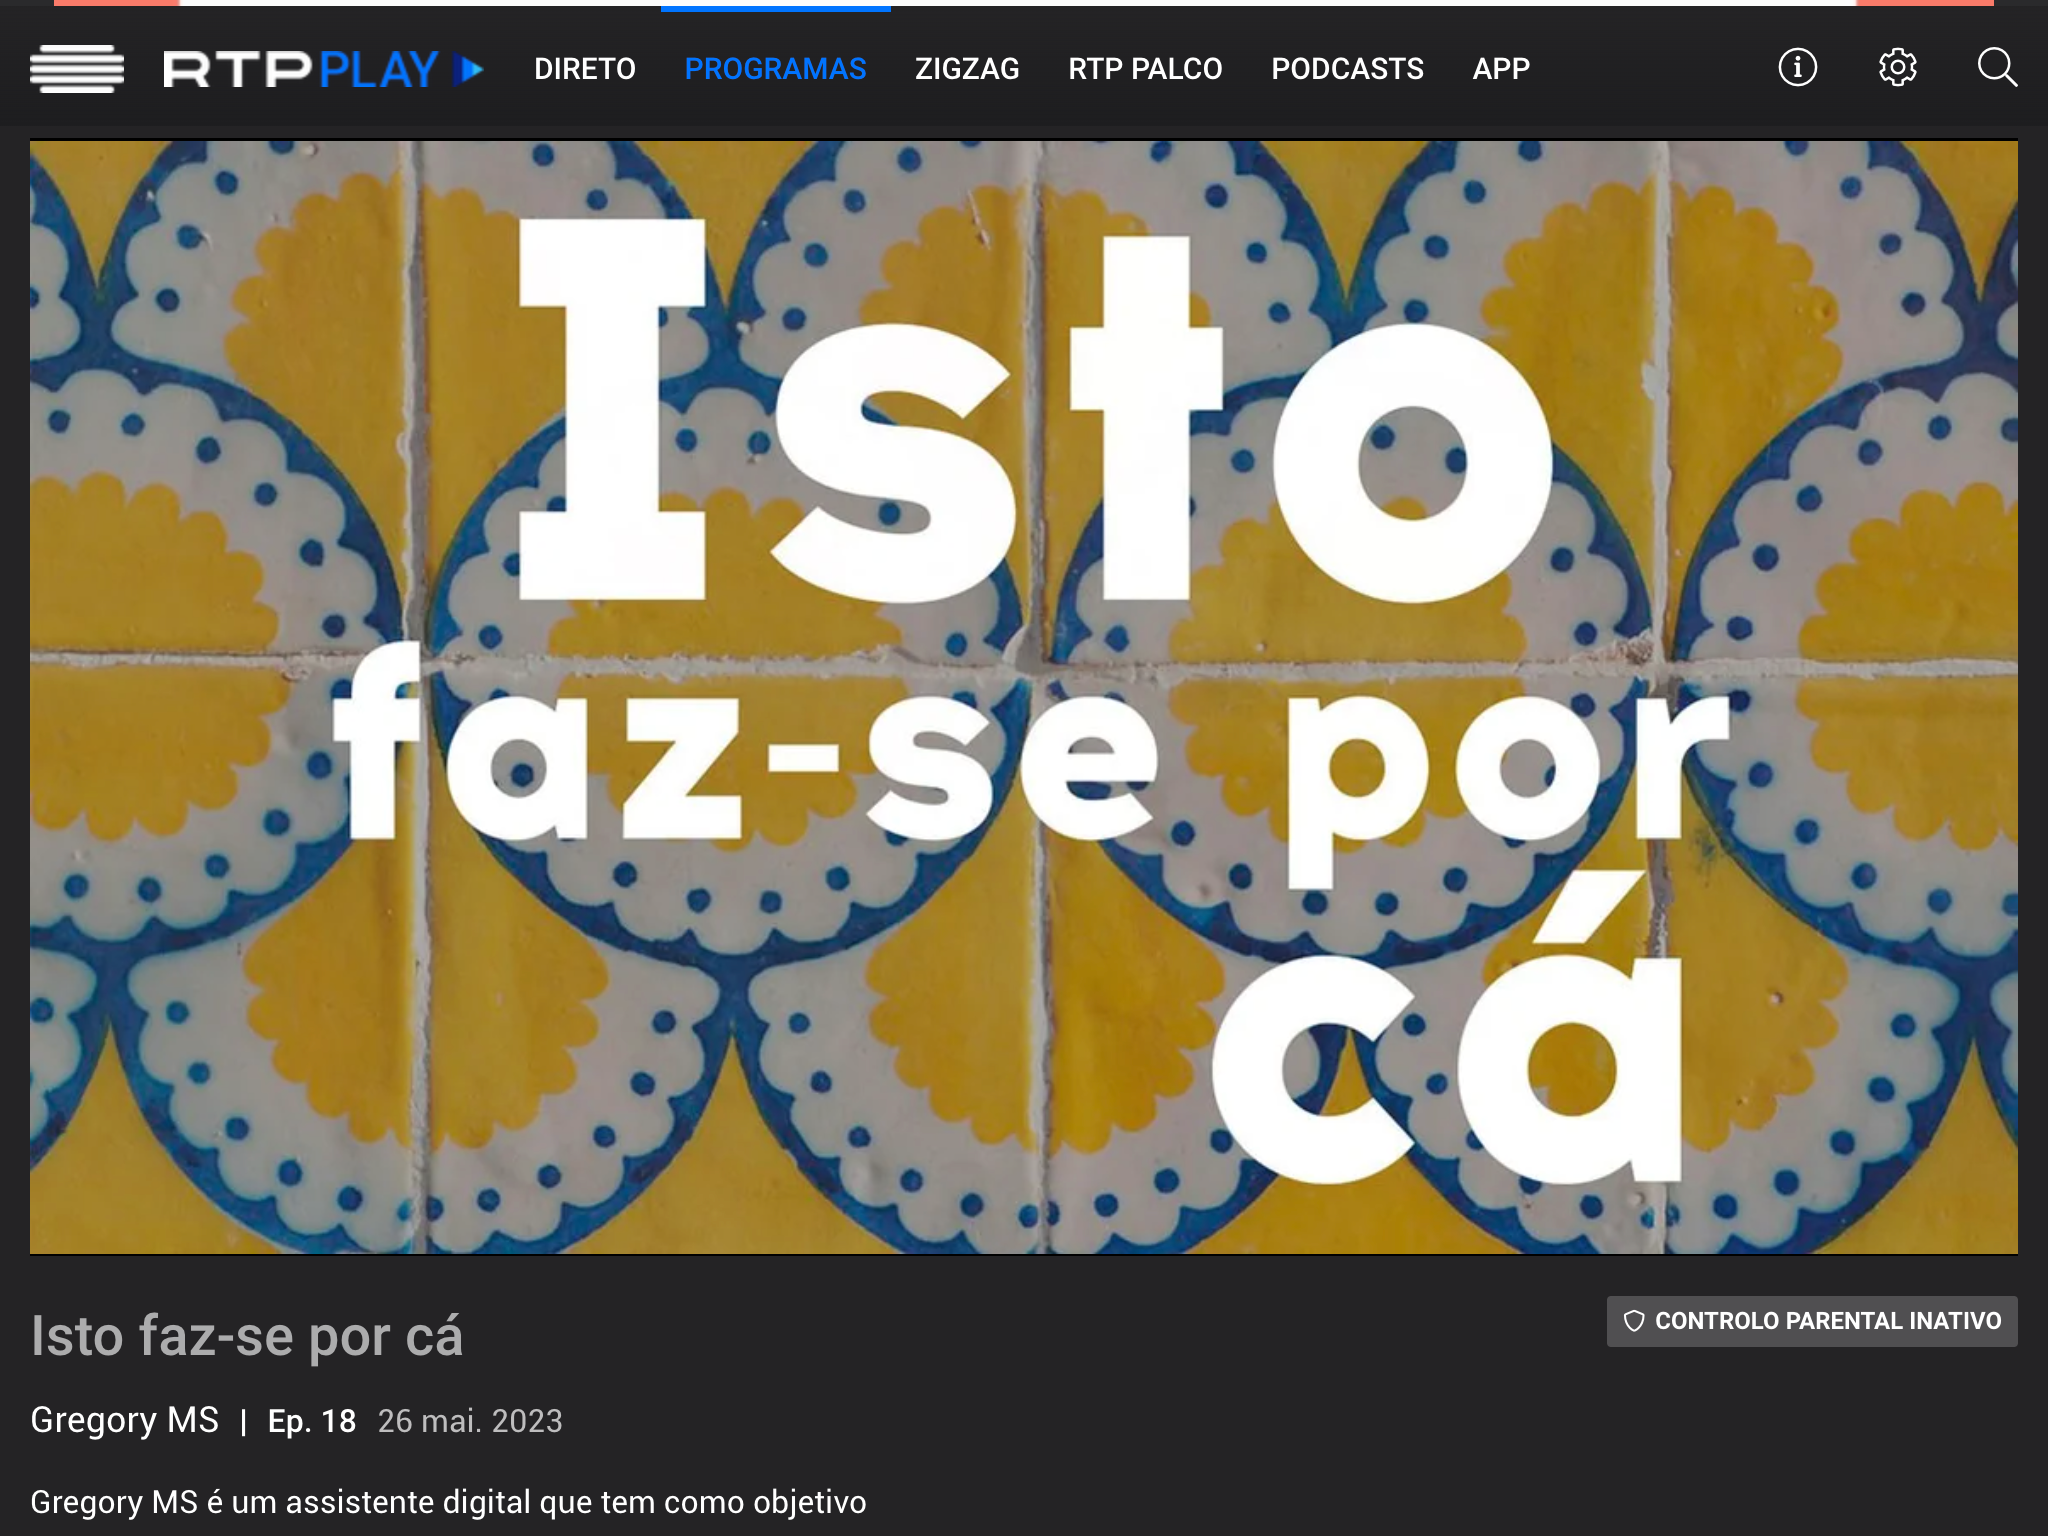 RTP PLAY DIRETO PROGRAMAS ZIGZAG RTP PALCO PODCASTS APP
Isto
faz-se por
cá
Isto faz-se por cá
CONTROLO PARENTAL INATIVO
Gregory MS | Ep. 18 26 mai. 2023
Gregory MS é um assistente digital que tem como objetivo